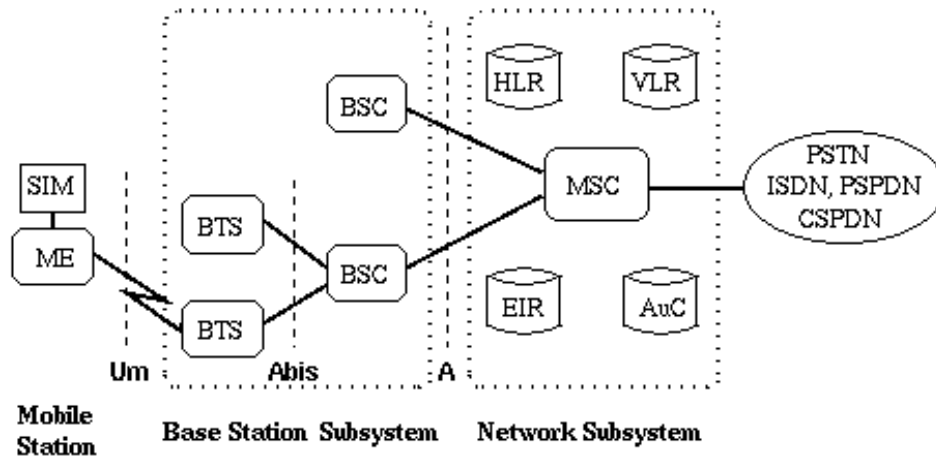 HLR
VLR
BSC
PSTN
ISDN, PSPDN
CSPDN
SIM
MSC
BTS
ME
BSC
BTS
EIR
AuC
Um
Abis
A
Mobile
Station
Base Station Subsystem
Network Subsystem